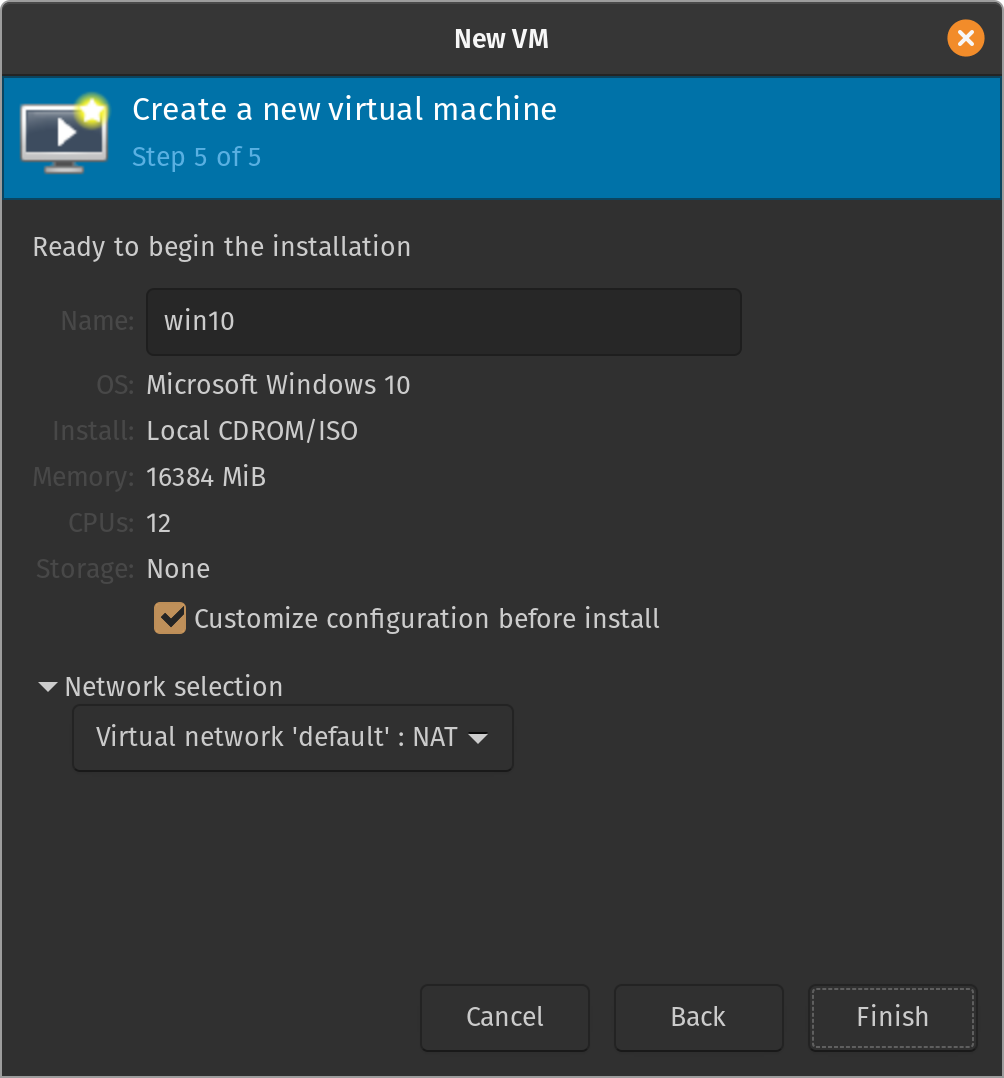 New VM
Create a new virtual machine
Step 5 of 5
Ready to begin the installation
Name: win10
OS: Microsoft Windows 10
Install: Local CDROM/ISO
Memory: 16384 MiB
CPUs: 12
Storage: None
Customize configuration before install
Network selection
Virtual network 'default' : NAT
Cancel Back Finish